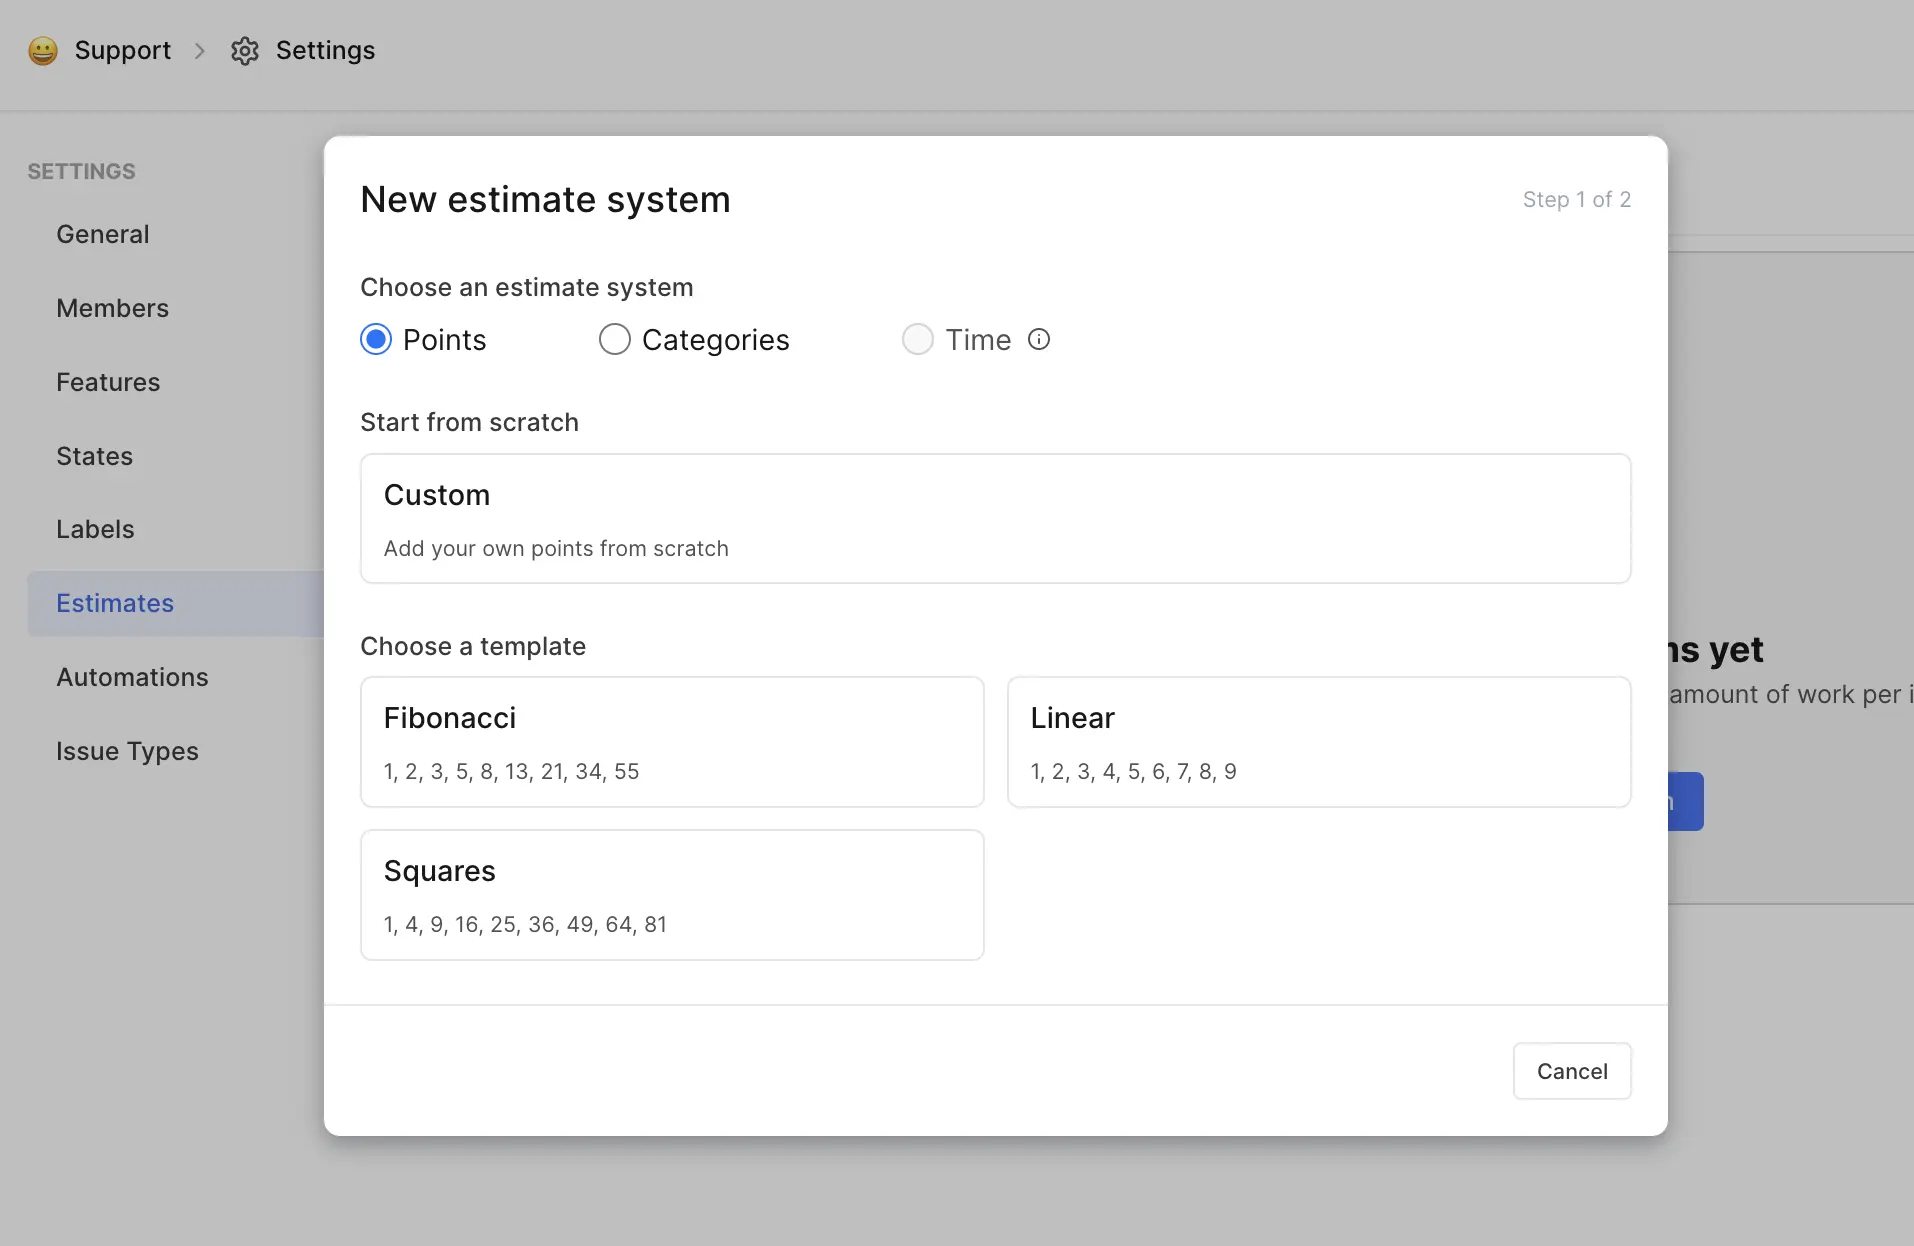 Support > Settings
SETTINGS
General
Members
Features
States
Labels
Estimates
Automations
Issue Types
New estimate system
Step 1 of 2
Choose an estimate system
Points
Categories
Time
Start from scratch
Custom
Add your own points from scratch
Choose a template
Fibonacci
1, 2, 3, 5, 8, 13, 21, 34, 55
Linear
1, 2, 3, 4, 5, 6, 7, 8, 9
Squares
1, 4, 9, 16, 25, 36, 49, 64, 81
Cancel
yet
amount of work per